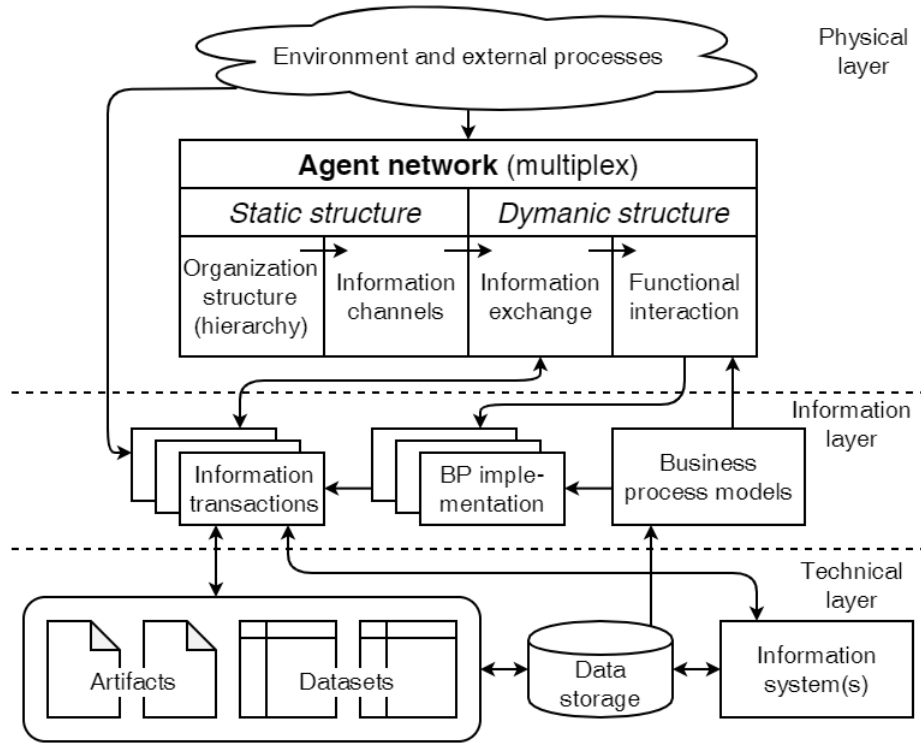 Environment and external processes
Physical
layer
Agent network (multiplex)
Static structure
Dymanic structure
Organization
structure
(hierarchy)
Information
channels
Information
exchange
Functional
interaction
Information
layer
Information
transactions
BP imple-
mentation
Business
process models
Technical
layer
Artifacts
Datasets
Data
storage
Information
system(s)